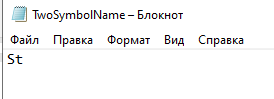 TwoSymbolName – Блокнот
Файл Правка Формат Вид Справка
St